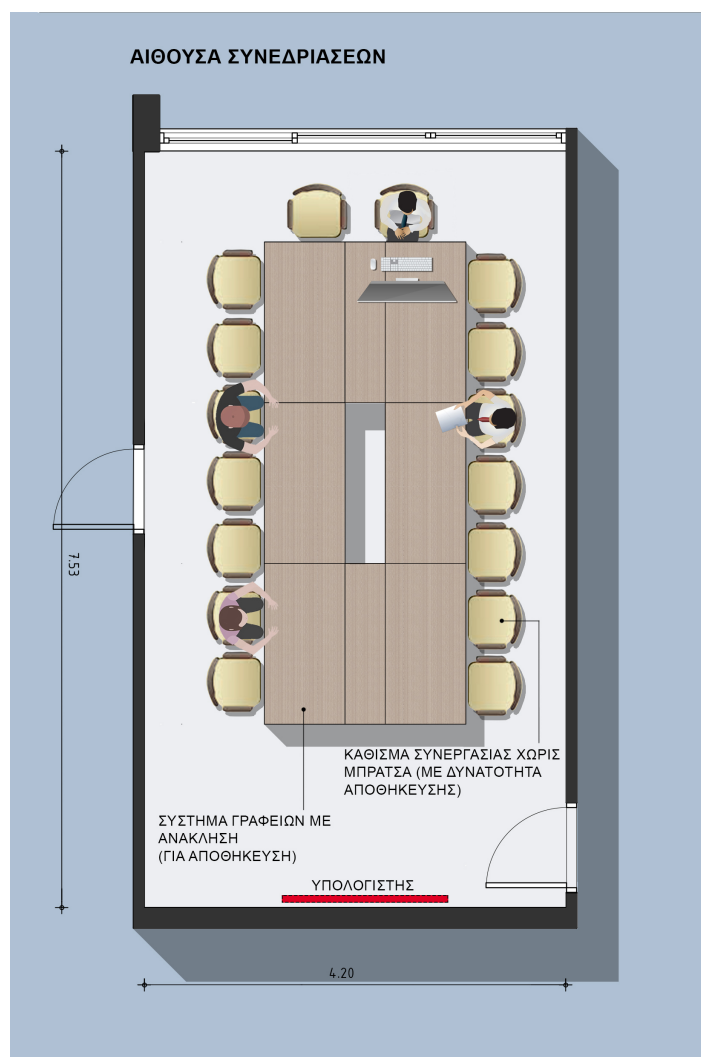 ΑΙΘΟΥΣΑ ΣΥΝΕΔΡΙΑΣΕΩΝ
7.53
ΚΑΘΙΣΜΑ ΣΥΝΕΡΓΑΣΙΑΣ ΧΩΡΙΣ
ΜΠΡΑΤΣΑ (ΜΕ ΔΥΝΑΤΟΤΗΤΑ
ΑΠΟΘΗΚΕΥΣΗΣ)
ΣΥΣΤΗΜΑ ΓΡΑΦΕΙΩΝ ΜΕ
ΑΝΑΚΛΗΣΗ
(ΓΙΑ ΑΠΟΘΗΚΕΥΣΗ)
ΥΠΟΛΟΓΙΣΤΗΣ
4.20